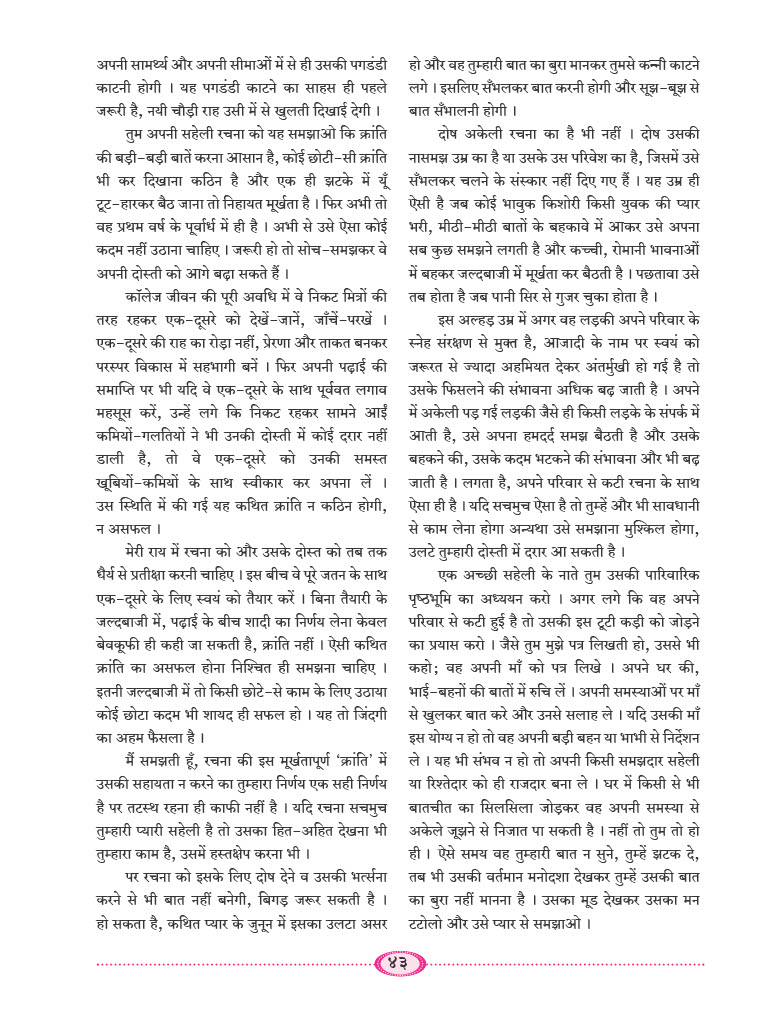 अपनी सामर्थ्य और अपनी सीमाओं में से ही उसकी पगडंडी
काटनी होगी । यह पगडंडी काटने का साहस ही पहले
जरूरी है, नयी चौड़ी राह उसी में से खुलती दिखाई देगी ।
तुम अपनी सहेली रचना को यह समझाओ कि क्रांति
की बड़ी-बड़ी बातें करना आसान है, कोई छोटी-सी क्रांति
भी कर दिखाना कठिन है और एक ही झटके में यूँ
टूट-हारकर बैठ जाना तो निहायत मूर्खता है । फिर अभी तो
वह प्रथम वर्ष के पूर्वार्ध में ही है । अभी से उसे ऐसा कोई
कदम नहीं उठाना चाहिए । जरूरी हो तो सोच-समझकर वे
अपनी दोस्ती को आगे बढ़ा सकते हैं ।
कॉलेज जीवन की पूरी अवधि में वे निकट मित्रों की
तरह रहकर एक-दूसरे को देखें-जानें, जाँचें-परखें ।
एक-दूसरे की राह का रोड़ा नहीं, प्रेरणा और ताकत बनकर
परस्पर विकास में सहभागी बनें । फिर अपनी पढ़ाई की
समाप्ति पर भी यदि वे एक-दूसरे के साथ पूर्ववत लगाव
महसूस करें, उन्हें लगे कि निकट रहकर सामने आईं
कमियों-गलतियों ने भी उनकी दोस्ती में कोई दरार नहीं
डाली है, तो वे एक-दूसरे को उनकी समस्त
खूबियों-कमियों के साथ स्वीकार कर अपना लें ।
उस स्थिति में की गई यह कथित क्रांति न कठिन होगी,
न असफल ।
मेरी राय में रचना को और उसके दोस्त को तब तक
धैर्य से प्रतीक्षा करनी चाहिए । इस बीच वे पूरे जतन के साथ
एक-दूसरे के लिए स्वयं को तैयार करें । बिना तैयारी के
जल्दबाजी में, पढ़ाई के बीच शादी का निर्णय लेना केवल
बेवकूफी ही कही जा सकती है, क्रांति नहीं । ऐसी कथित
क्रांति का असफल होना निश्चित ही समझना चाहिए ।
इतनी जल्दबाजी में तो किसी छोटे-से काम के लिए उठाया
कोई छोटा कदम भी शायद ही सफल हो । यह तो जिंदगी
का अहम फैसला है ।
मैं समझती हूँ, रचना की इस मूर्खतापूर्ण ‘क्रांति’ में
उसकी सहायता न करने का तुम्हारा निर्णय एक सही निर्णय
है पर तटस्थ रहना ही काफी नहीं है । यदि रचना सचमुच
तुम्हारी प्यारी सहेली है तो उसका हित-अहित देखना भी
तुम्हारा काम है, उसमें हस्तक्षेप करना भी ।
पर रचना को इसके लिए दोष देने व उसकी भर्त्सना
करने से भी बात नहीं बनेगी, बिगड़ जरूर सकती है ।
हो सकता है, कथित प्यार के जुनून में इसका उलटा असर
हो और वह तुम्हारी बात का बुरा मानकर तुमसे कन्नी काटने
लगे । इसलिए सँभलकर बात करनी होगी और सूझ-बूझ से
बात सँभालनी होगी ।
दोष अकेली रचना का है भी नहीं । दोष उसकी
नासमझ उम्र का है या उसके उस परिवेश का है, जिसमें उसे
सँभलकर चलने के संस्कार नहीं दिए गए हैं । यह उम्र ही
ऐसी है जब कोई भावुक किशोरी किसी युवक की प्यार
भरी, मीठी-मीठी बातों के बहकावे में आकर उसे अपना
सब कुछ समझने लगती है और कच्ची, रोमानी भावनाओं
में बहकर जल्दबाजी में मूर्खता कर बैठती है । पछतावा उसे
तब होता है जब पानी सिर से गुजर चुका होता है ।
इस अल्हड़ उम्र में अगर वह लड़की अपने परिवार के
स्नेह संरक्षण से मुक्त है, आजादी के नाम पर स्वयं को
जरूरत से ज्यादा अहमियत देकर अंतर्मुखी हो गई है तो
उसके फिसलने की संभावना अधिक बढ़ जाती है । अपने
में अकेली पड़ गई लड़की जैसे ही किसी लड़के के संपर्क में
आती है, उसे अपना हमदर्द समझ बैठती है और उसके
बहकने की, उसके कदम भटकने की संभावना और भी बढ़
जाती है । लगता है, अपने परिवार से कटी रचना के साथ
ऐसा ही है । यदि सचमुच ऐसा है तो तुम्हें और भी सावधानी
से काम लेना होगा अन्यथा उसे समझाना मुश्किल होगा,
उलटे तुम्हारी दोस्ती में दरार आ सकती है ।
एक अच्छी सहेली के नाते तुम उसकी पारिवारिक
पृष्ठभूमि का अध्ययन करो । अगर लगे कि वह अपने
परिवार से कटी हुई है तो उसकी इस टूटी कड़ी को जोड़ने
का प्रयास करो । जैसे तुम मुझे पत्र लिखती हो, उससे भी
कहो; वह अपनी माँ को पत्र लिखे । अपने घर की,
भाई-बहनों की बातों में रुचि लें । अपनी समस्याओं पर माँ
से खुलकर बात करे और उनसे सलाह ले । यदि उसकी माँ
इस योग्य न हो तो वह अपनी बड़ी बहन या भाभी से निर्देशन
ले । यह भी संभव न हो तो अपनी किसी समझदार सहेली
या रिश्तेदार को ही राजदार बना ले । घर में किसी से भी
बातचीत का सिलसिला जोड़कर वह अपनी समस्या से
अकेले जूझने से निजात पा सकती है । नहीं तो तुम तो हो
ही । ऐसे समय वह तुम्हारी बात न सुने, तुम्हें झटक दे,
तब भी उसकी वर्तमान मनोदशा देखकर तुम्हें उसकी बात
का बुरा नहीं मानना है । उसका मूड देखकर उसका मन
टटोलो और उसे प्यार से समझाओ ।
४३